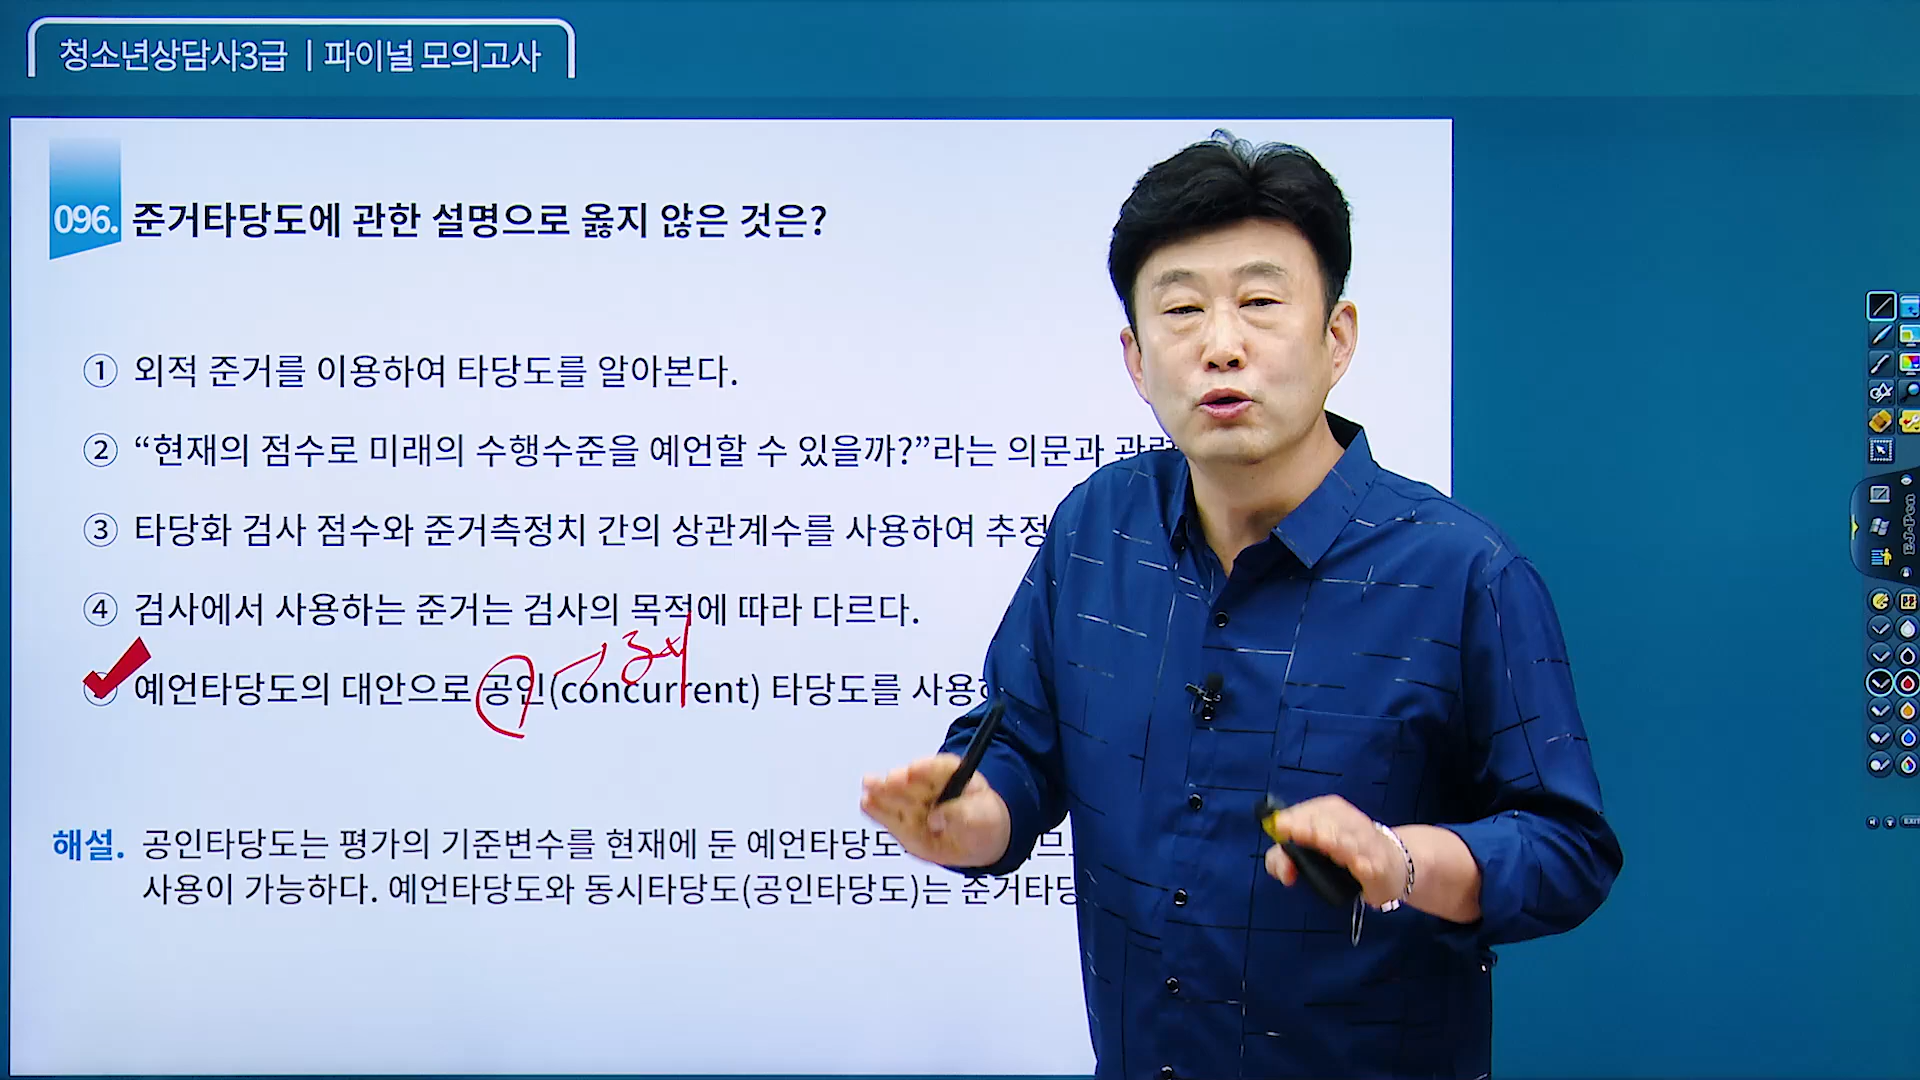 청소년상담사3급 | 파이널 모의고사
096. 준거타당도에 관한 설명으로 옳지 않은 것은?
① 외적 준거를 이용하여 타당도를 알아본다.
② “현재의 점수로 미래의 수행수준을 예언할 수 있을까?”라는 의문과
③ 타당화 검사 점수와 준거측정치 간의 상관계수를 사용하여 추정
④ 검사에서 사용하는 준거는 검사의 목적에 따라 다르다.
예언타당도의 대안으로 공인(concurrent) 타당도를 사용
해설. 공인타당도는 평가의 기준변수를 현재에 둔 예언타당도
사용이 가능하다. 예언타당도와 동시타당도(공인타당도)는 준거타당